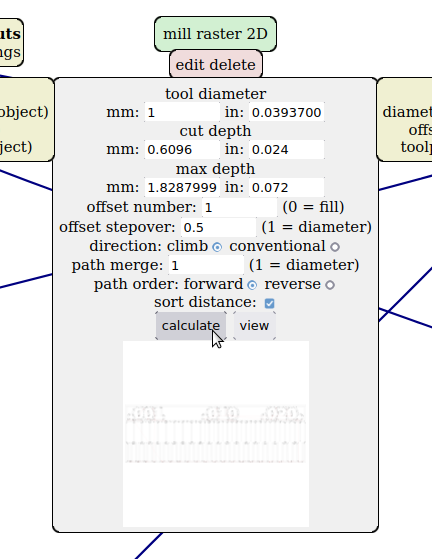 mill raster 2D
uts
edit delete
ngs
tool diameter
mm: 1 in: 0.0393700
object)
diamet
cut depth
offs
mm: 0.6096 in: 0.024
ject)
toolp
max depth
mm: 1.8287999 in: 0.072
offset number: 1 (0 = fill)
offset stepover: 0.5 (1 = diameter)
direction: climb conventional
path merge: 1 (1 = diameter)
path order: forward reverse
sort distance:
calculate view